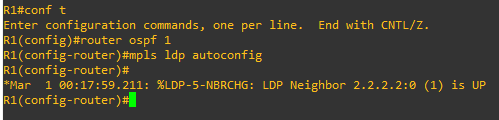 R1#conf t
Enter configuration commands, one per line.  End with CNTL/Z.
R1(config)#router ospf 1
R1(config-router)#mpls ldp autoconfig
R1(config-router)#
*Mar  1 00:17:59.211: %LDP-5-NBRCHG: LDP Neighbor 2.2.2.2:0 (1) is UP
R1(config-router)#